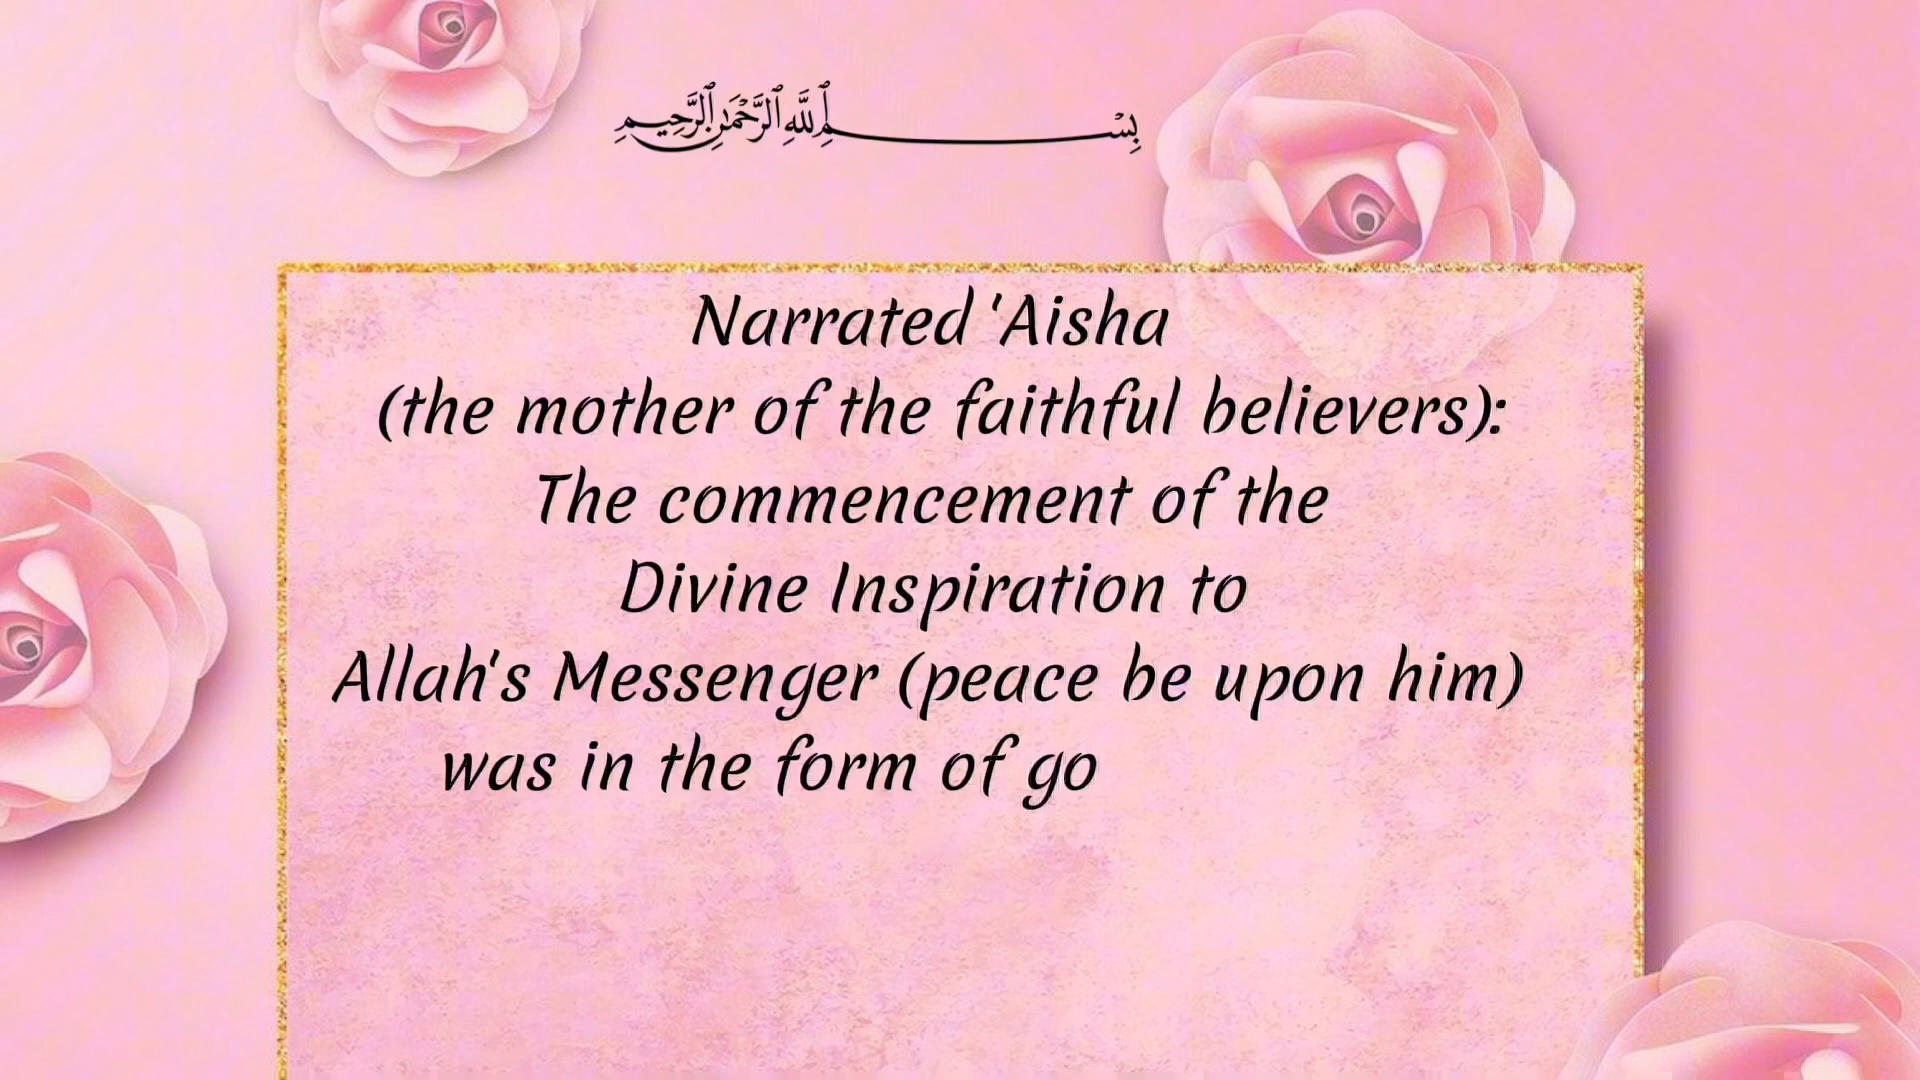 بِسْمِ ٱللَّهِ ٱلرَّحْمَٰنِ ٱلرَّحِيمِ
Narrated 'Aisha
(the mother of the faithful believers):
The commencement of the
Divine Inspiration to
Allah's Messenger (peace be upon him)
was in the form of go